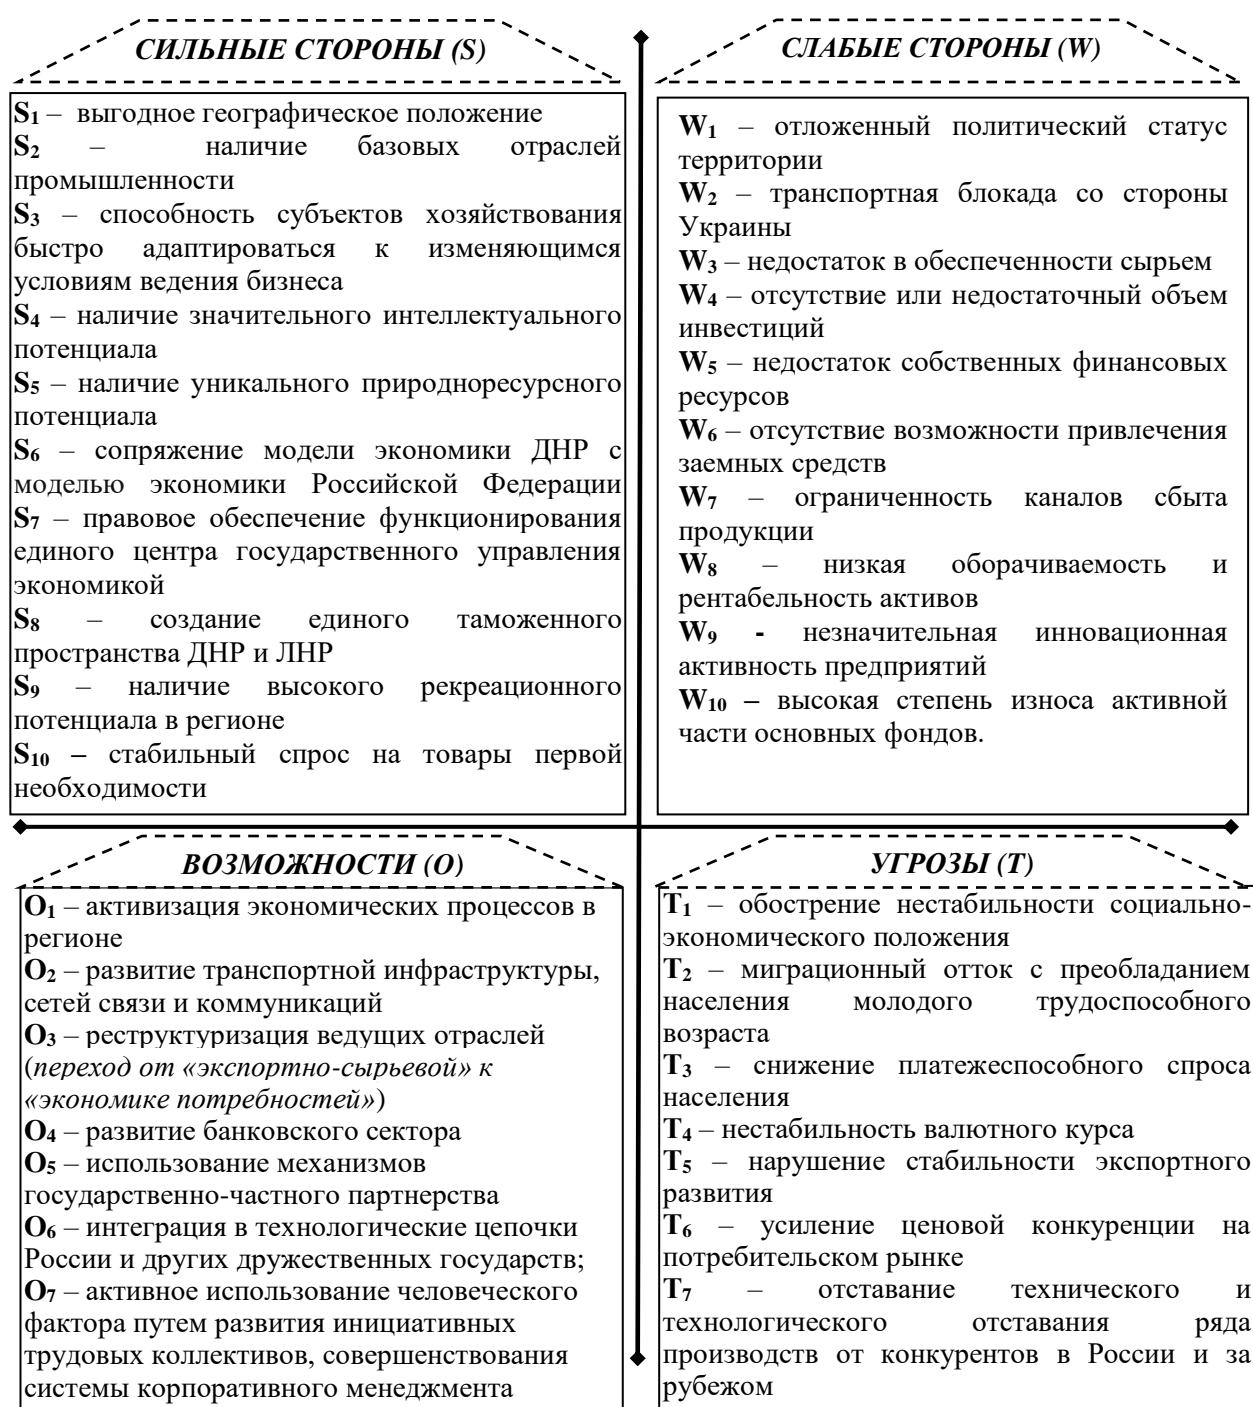 СИЛЬНЫЕ СТОРОНЫ (S)
S1 – выгодное географическое положение
S2 – наличие базовых отраслей
промышленности
S3 – способность субъектов хозяйствования
быстро адаптироваться к изменяющимся
условиям ведения бизнеса
S4 – наличие значительного интеллектуального
потенциала
S5 – наличие уникального природноресурсного
потенциала
S6 – сопряжение модели экономики ДНР с
моделью экономики Российской Федерации
S7 – правовое обеспечение функционирования
единого центра государственного управления
экономикой
S8 – создание единого таможенного
пространства ДНР и ЛНР
S9 – наличие высокого рекреационного
потенциала в регионе
S10 – стабильный спрос на товары первой
необходимости
СЛАБЫЕ СТОРОНЫ (W)
W1 – отложенный политический статус
территории
W2 – транспортная блокада со стороны
Украины
W3 – недостаток в обеспеченности сырьем
W4 – отсутствие или недостаточный объем
инвестиций
W5 – недостаток собственных финансовых
ресурсов
W6 – отсутствие возможности привлечения
заемных средств
W7 – ограниченность каналов сбыта
продукции
W8 – низкая оборачиваемость и
рентабельность активов
W9 - незначительная инновационная
активность предприятий
W10 – высокая степень износа активной
части основных фондов.
ВОЗМОЖНОСТИ (O)
O1 – активизация экономических процессов в
регионе
O2 – развитие транспортной инфраструктуры,
сетей связи и коммуникаций
O3 – реструктуризация ведущих отраслей
(переход от «экспортно-сырьевой» к
«экономике потребностей»)
O4 – развитие банковского сектора
O5 – использование механизмов
государственно-частного партнерства
O6 – интеграция в технологические цепочки
России и других дружественных государств;
O7 – активное использование человеческого
фактора путем развития инициативных
трудовых коллективов, совершенствования
системы корпоративного менеджмента
УГРОЗЫ (T)
T1 – обострение нестабильности социально-
экономического положения
T2 – миграционный отток с преобладанием
населения молодого трудоспособного
возраста
T3 – снижение платежеспособного спроса
населения
T4 – нестабильность валютного курса
T5 – нарушение стабильности экспортного
развития
T6 – усиление ценовой конкуренции на
потребительском рынке
T7 – отставание технического и
технологического отставания ряда
производств от конкурентов в России и за
рубежом